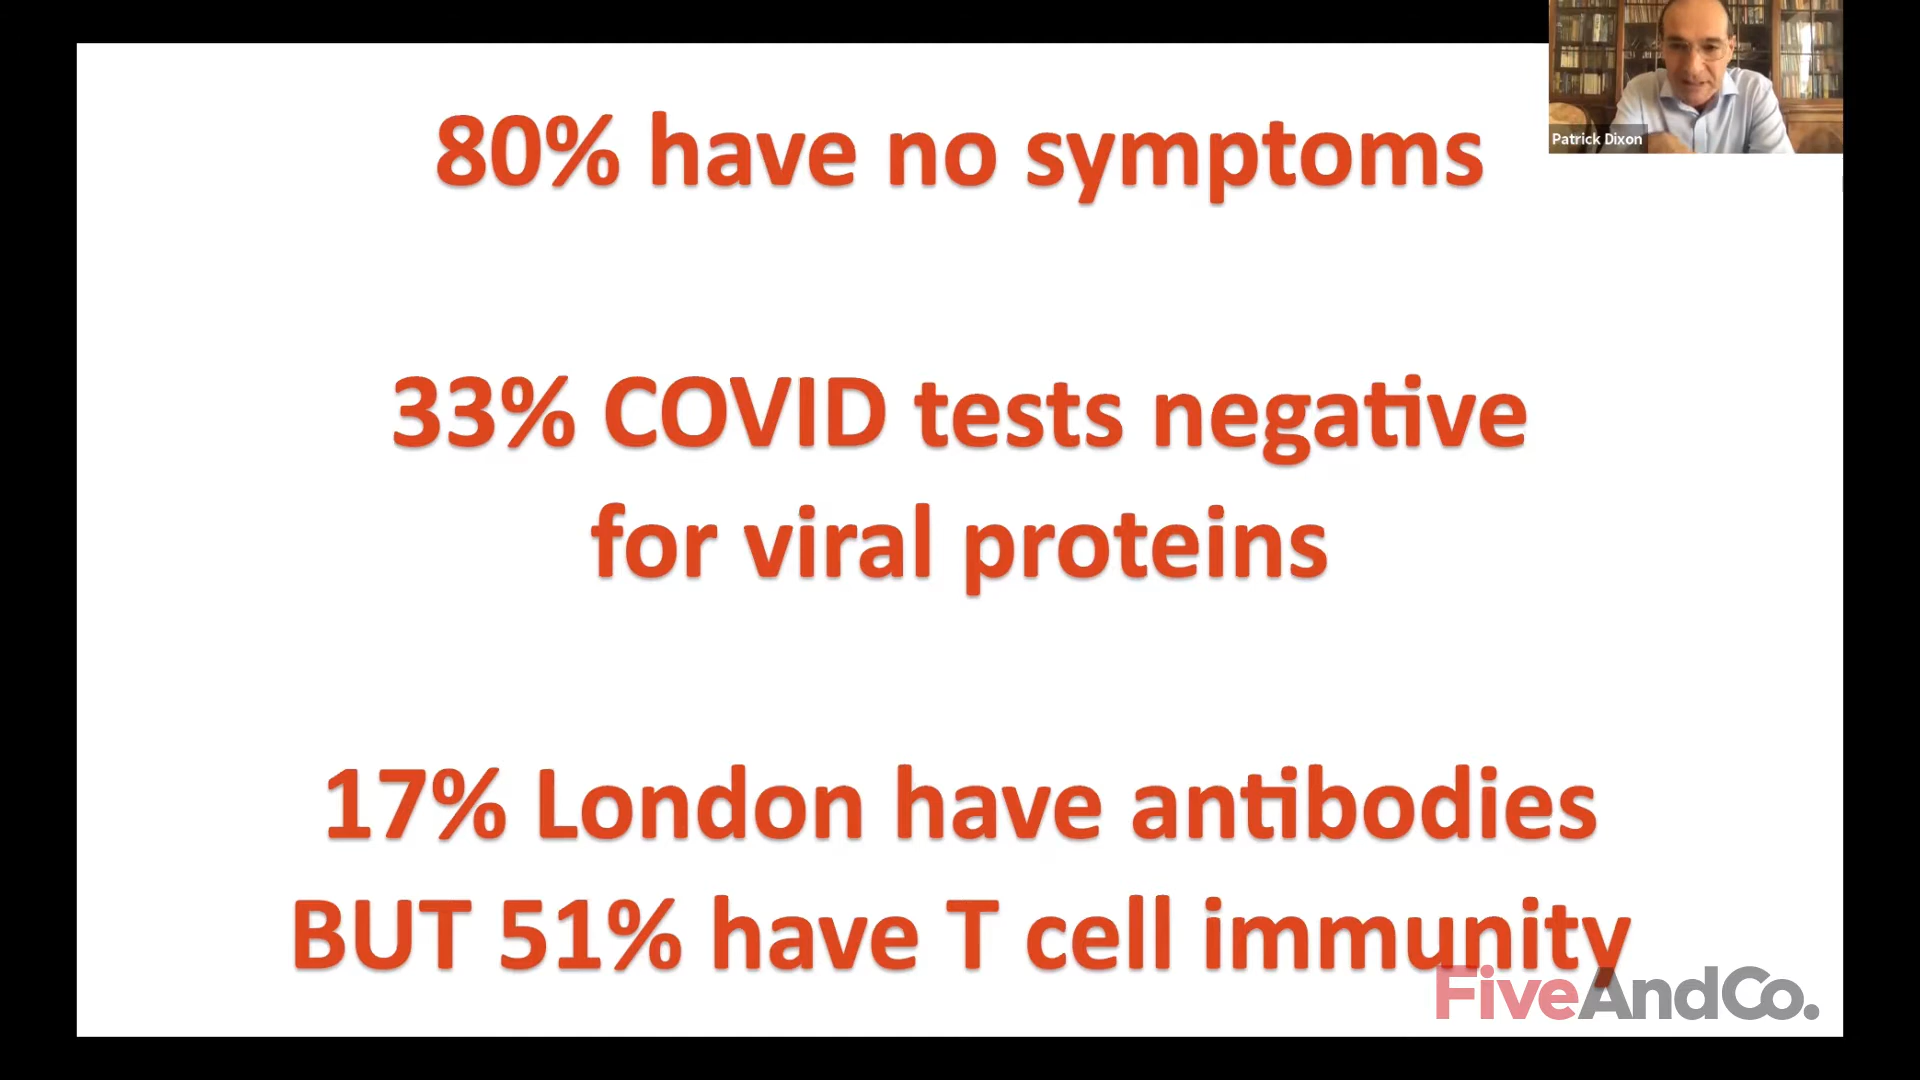 80% have no symptoms
Patrick Dixon
33% COVID tests negative
for viral proteins
17% London have antibodies
BUT 51% have T cell immunity
FiveAndCo.